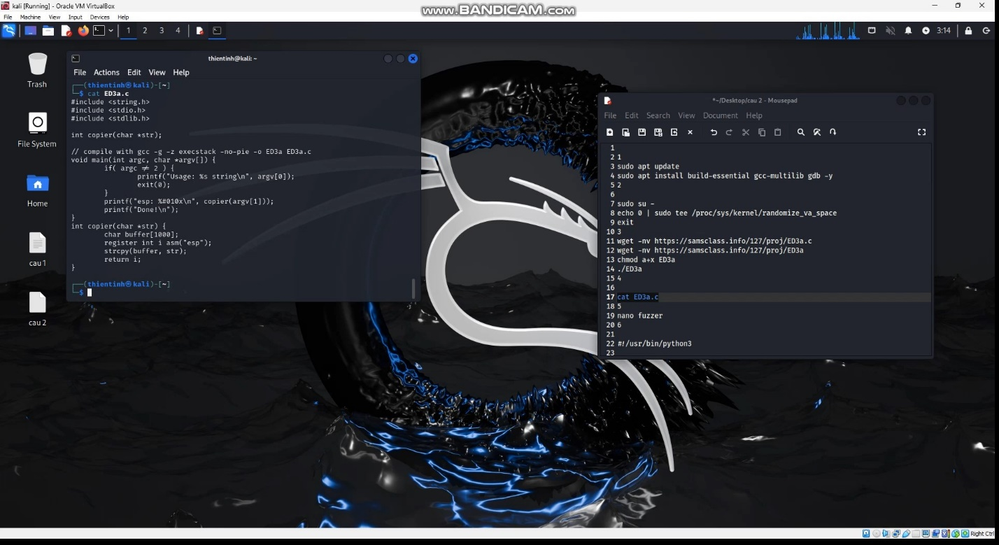 kali [Running] - Oracle VM VirtualBox
www.BANDICAM.com
File Machine View Input Devices Help
1 2 3 4
3:14
Trash
File System
Home
cau 1
cau 2
thientinh@kali: ~
File Actions Edit View Help
┌──(thientinh㉿kali)-[~]
└─$ cat ED3a.c
#include <string.h>
#include <stdio.h>
#include <stdlib.h>
int copier(char *str);
// compile with gcc -g -z execstack -no-pie -o ED3a ED3a.c
void main(int argc, char *argv[]) {
if( argc ≠ 2 ) {
printf("Usage: %s string\n", argv[0]);
exit(0);
}
printf("esp: %#010x\n", copier(argv[1]));
printf("Done!\n");
}
int copier(char *str) {
char buffer[1000];
register int i asm("esp");
strcpy(buffer, str);
return i;
}
┌──(thientinh㉿kali)-[~]
└─$
*~/Desktop/cau 2 - Mousepad
File Edit Search View Document Help
1
2 1
3 sudo apt update
4 sudo apt install build-essential gcc-multilib gdb -y
5 2
6
7 sudo su -
8 echo 0 | sudo tee /proc/sys/kernel/randomize_va_space
9 exit
10 3
11 wget -nv https://samsclass.info/127/proj/ED3a.c
12 wget -nv https://samsclass.info/127/proj/ED3a
13 chmod a+x ED3a
14 ./ED3a
15 4
16
17 cat ED3a.c
18 5
19 nano fuzzer
20 6
21
22 #!/usr/bin/python3
23
Right Ctrl